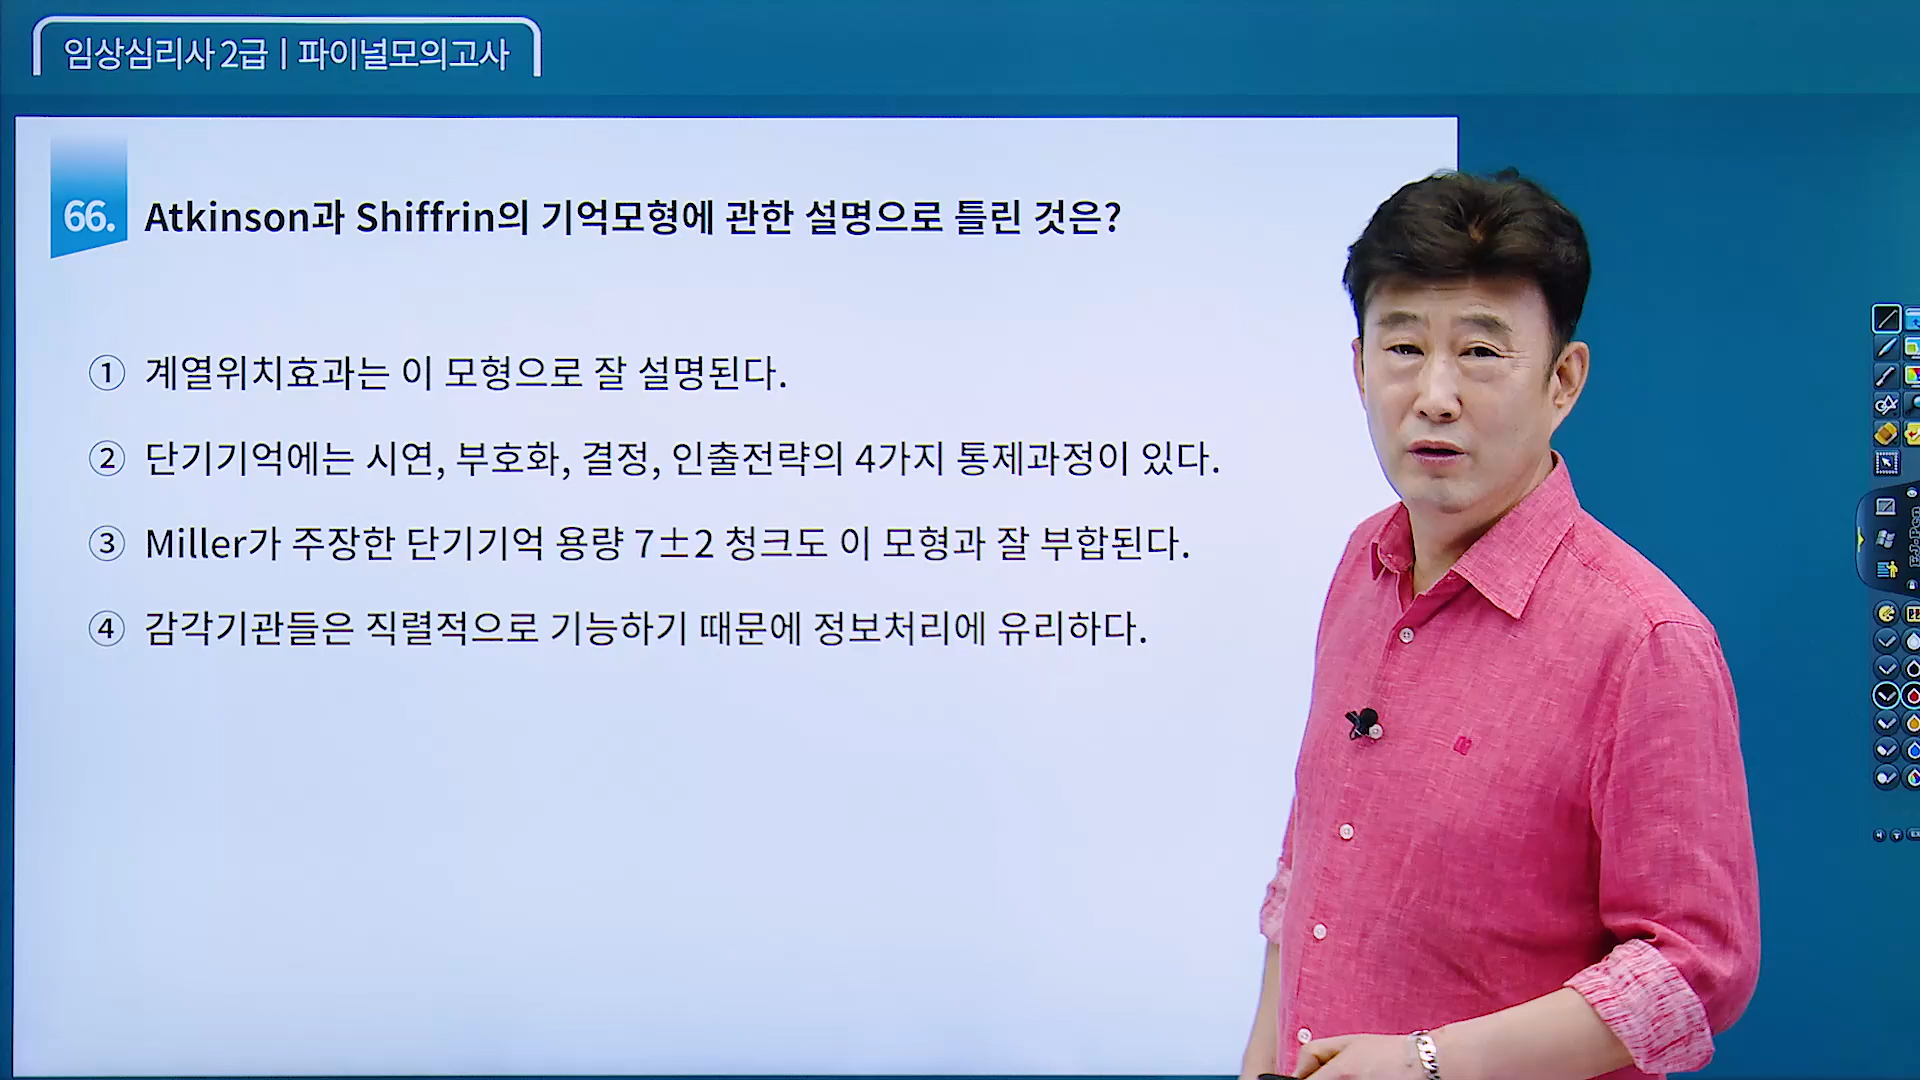 임상심리사 2급 | 파이널모의고사
66. Atkinson과 Shiffrin의 기억모형에 관한 설명으로 틀린 것은?
① 계열위치효과는 이 모형으로 잘 설명된다.
② 단기기억에는 시연, 부호화, 결정, 인출전략의 4가지 통제과정이 있다.
③ Miller가 주장한 단기기억 용량 7±2 청크도 이 모형과 잘 부합된다.
④ 감각기관들은 직렬적으로 기능하기 때문에 정보처리에 유리하다.